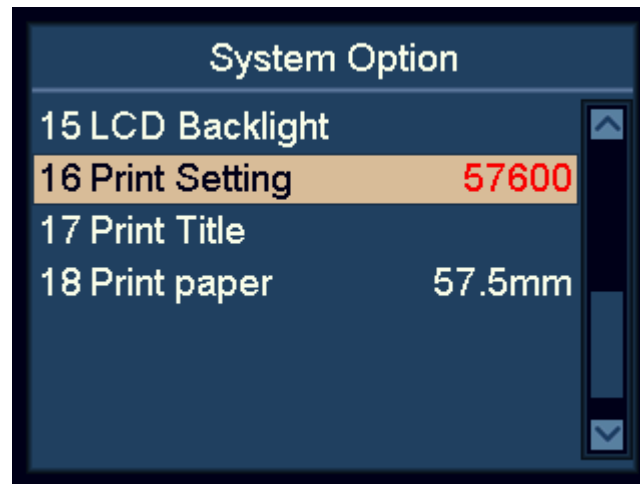 System Option
15 LCD Backlight
16 Print Setting 57600
17 Print Title
18 Print paper 57.5mm